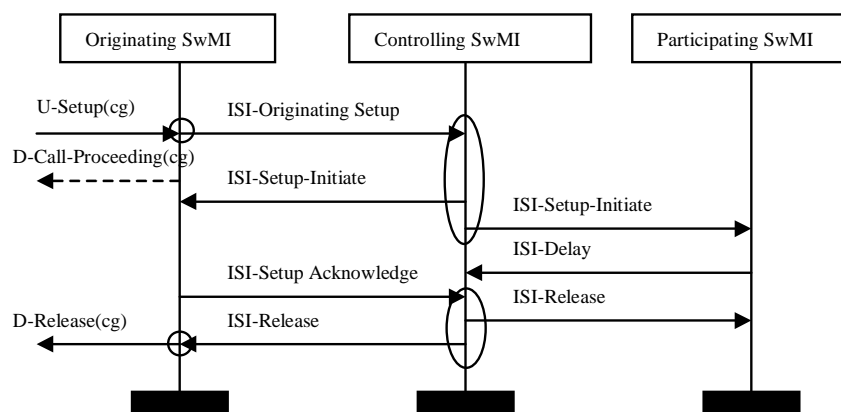 Originating SwMI
Controlling SwMI
Participating SwMI
U-Setup(cg)
ISI-Originating Setup
D-Call-Proceeding(cg)
ISI-Setup-Initiate
ISI-Setup-Initiate
ISI-Delay
ISI-Setup Acknowledge
ISI-Release
D-Release(cg)
ISI-Release